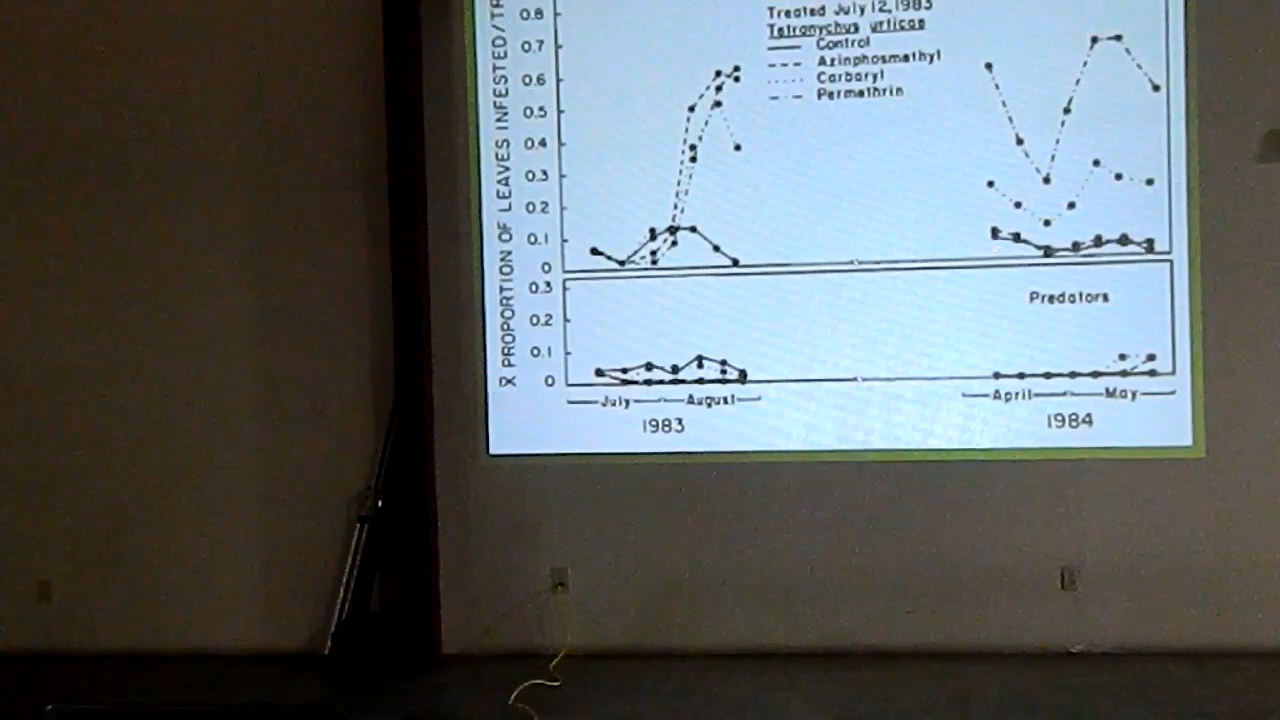 X̄ PROPORTION OF LEAVES INFESTED/TR
0.8
0.7
0.6
0.5
0.4
0.3
0.2
0.1
0
Treated July 12, 1983
Tetranychus urticae
Control
Azinphosmethyl
Carbaryl
Permethrin
0.3
0.2
0.1
0
Predators
July August
1983
April May
1984